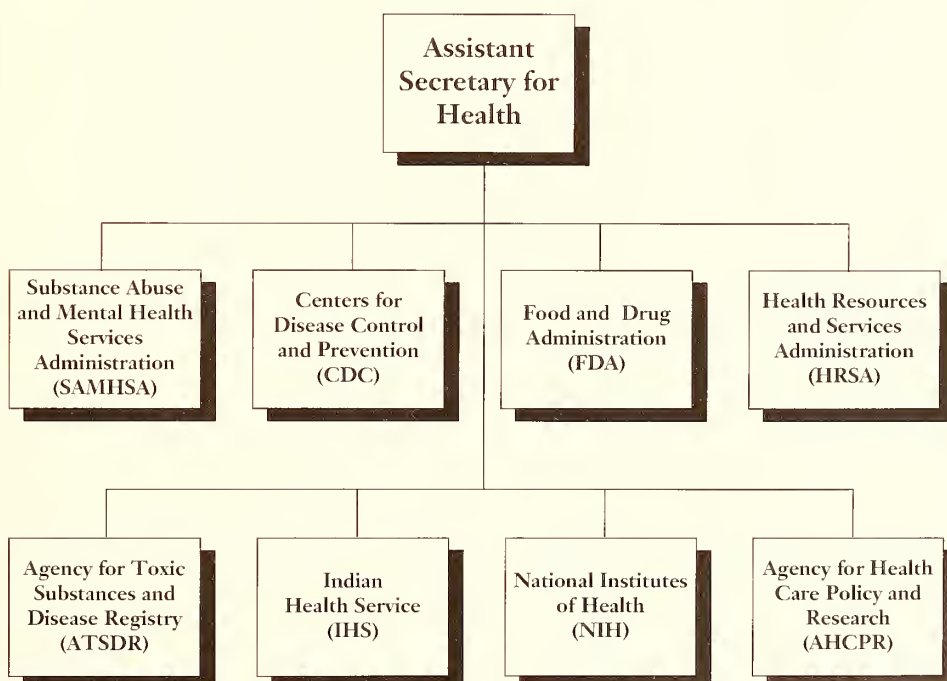 Assistant
Secretary for
Health
Substance Abuse
and Mental Health
Services
Administration
(SAMHSA)
Centers for
Disease Control
and Prevention
(CDC)
Food and Drug
Administration
(FDA)
Health Resources
and Services
Administration
(HRSA)
Agency for Toxic
Substances and
Disease Registry
(ATSDR)
Indian
Health Service
(IHS)
National Institutes
of Health
(NIH)
Agency for Health
Care Policy and
Research
(AHCPR)